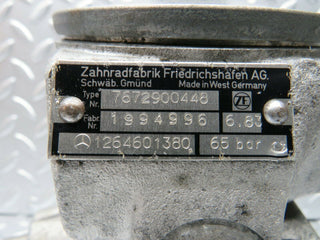 Zahnradfabrik Friedrichshafen AG.
Schwäb. Gmünd Made in West Germany
Type Nr. 7672900448 ZF
Fabr. Nr. 1994996 6.83
1264601380 65 bar